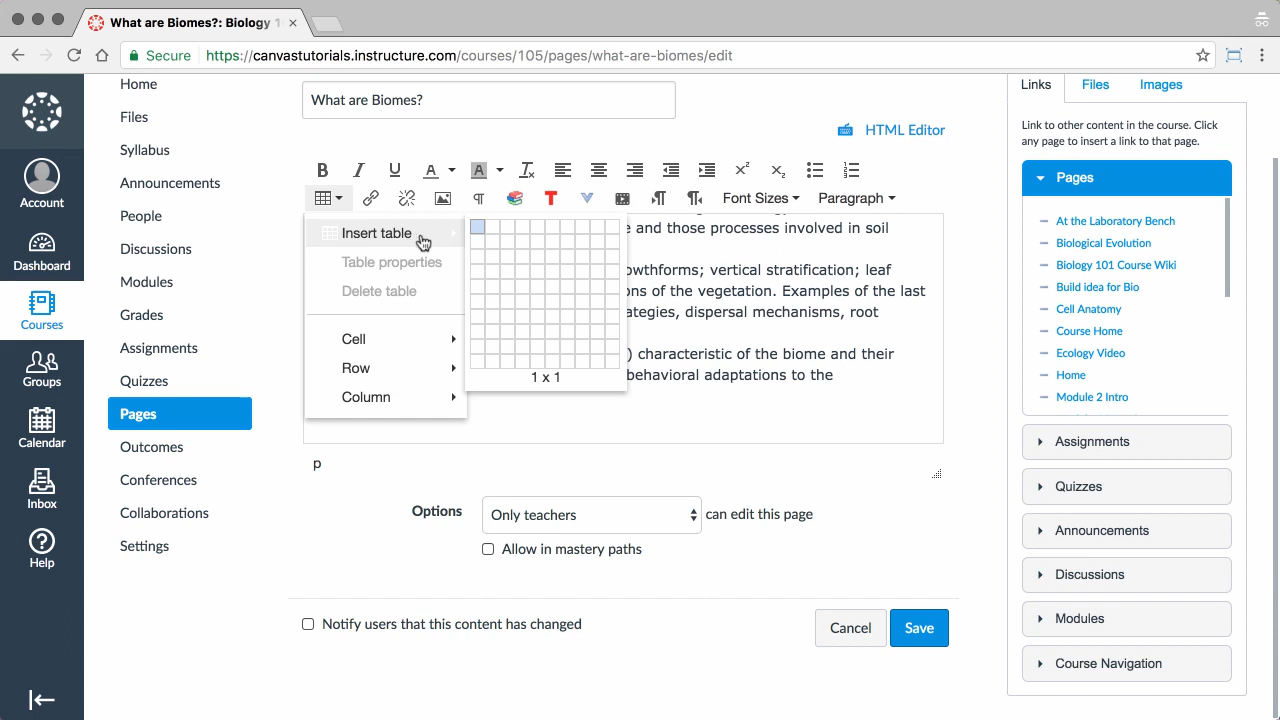 What are Biomes?: Biology 1
Secure https://canvastutorials.instructure.com/courses/105/pages/what-are-biomes/edit
Account
Dashboard
Courses
Groups
Calendar
Inbox
Help
Home
Files
Syllabus
Announcements
People
Discussions
Modules
Grades
Assignments
Quizzes
Pages
Outcomes
Conferences
Collaborations
Settings
What are Biomes?
HTML Editor
B I U A A Ix x² x₂
¶ T V ¶ ¶ Font Sizes Paragraph
Insert table
Table properties
Delete table
Cell
Row
Column
1 x 1
e and those processes involved in soil
owthforms; vertical stratification; leaf
ons of the vegetation. Examples of the last
ategies, dispersal mechanisms, root
) characteristic of the biome and their
behavioral adaptations to the
p
Options Only teachers can edit this page
Allow in mastery paths
Notify users that this content has changed
Cancel Save
Links Files Images
Link to other content in the course. Click
any page to insert a link to that page.
Pages
At the Laboratory Bench
Biological Evolution
Biology 101 Course Wiki
Build idea for Bio
Cell Anatomy
Course Home
Ecology Video
Home
Module 2 Intro
Assignments
Quizzes
Announcements
Discussions
Modules
Course Navigation